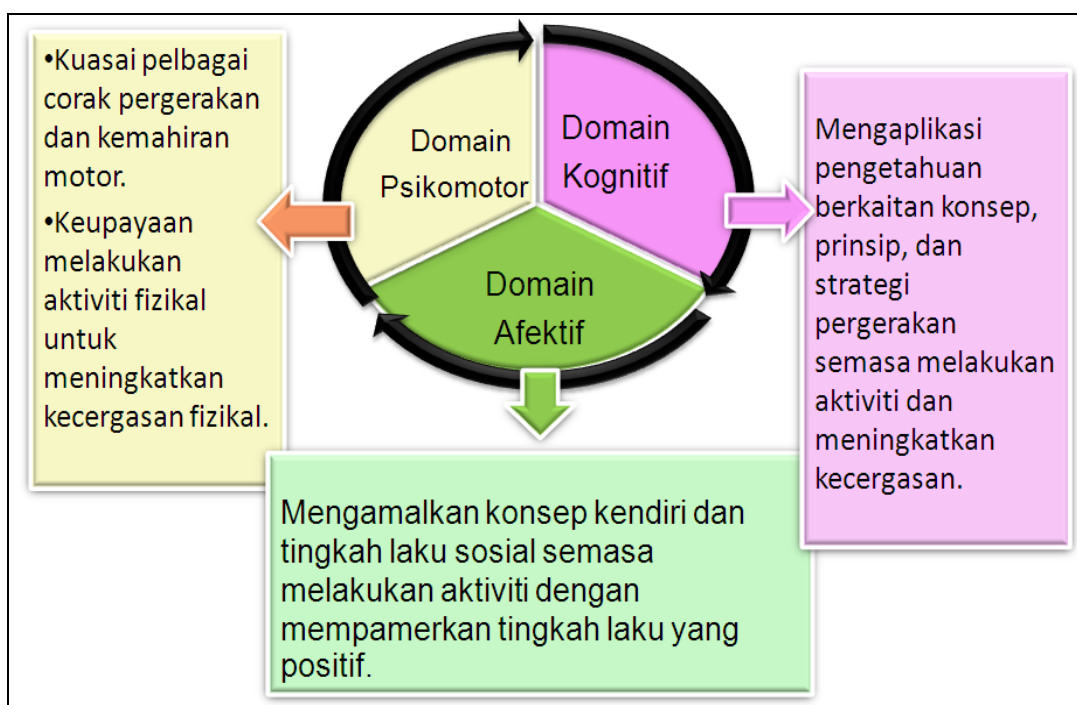 •Kuasai pelbagai
corak pergerakan
dan kemahiran
motor.
•Keupayaan
melakukan
aktiviti fizikal
untuk
meningkatkan
kecergasan fizikal.
Domain
Psikomotor
Domain
Kognitif
Domain
Afektif
Mengaplikasi
pengetahuan
berkaitan konsep,
prinsip, dan
strategi
pergerakan
semasa melakukan
aktiviti dan
meningkatkan
kecergasan.
Mengamalkan konsep kendiri dan
tingkah laku sosial semasa
melakukan aktiviti dengan
mempamerkan tingkah laku yang
positif.